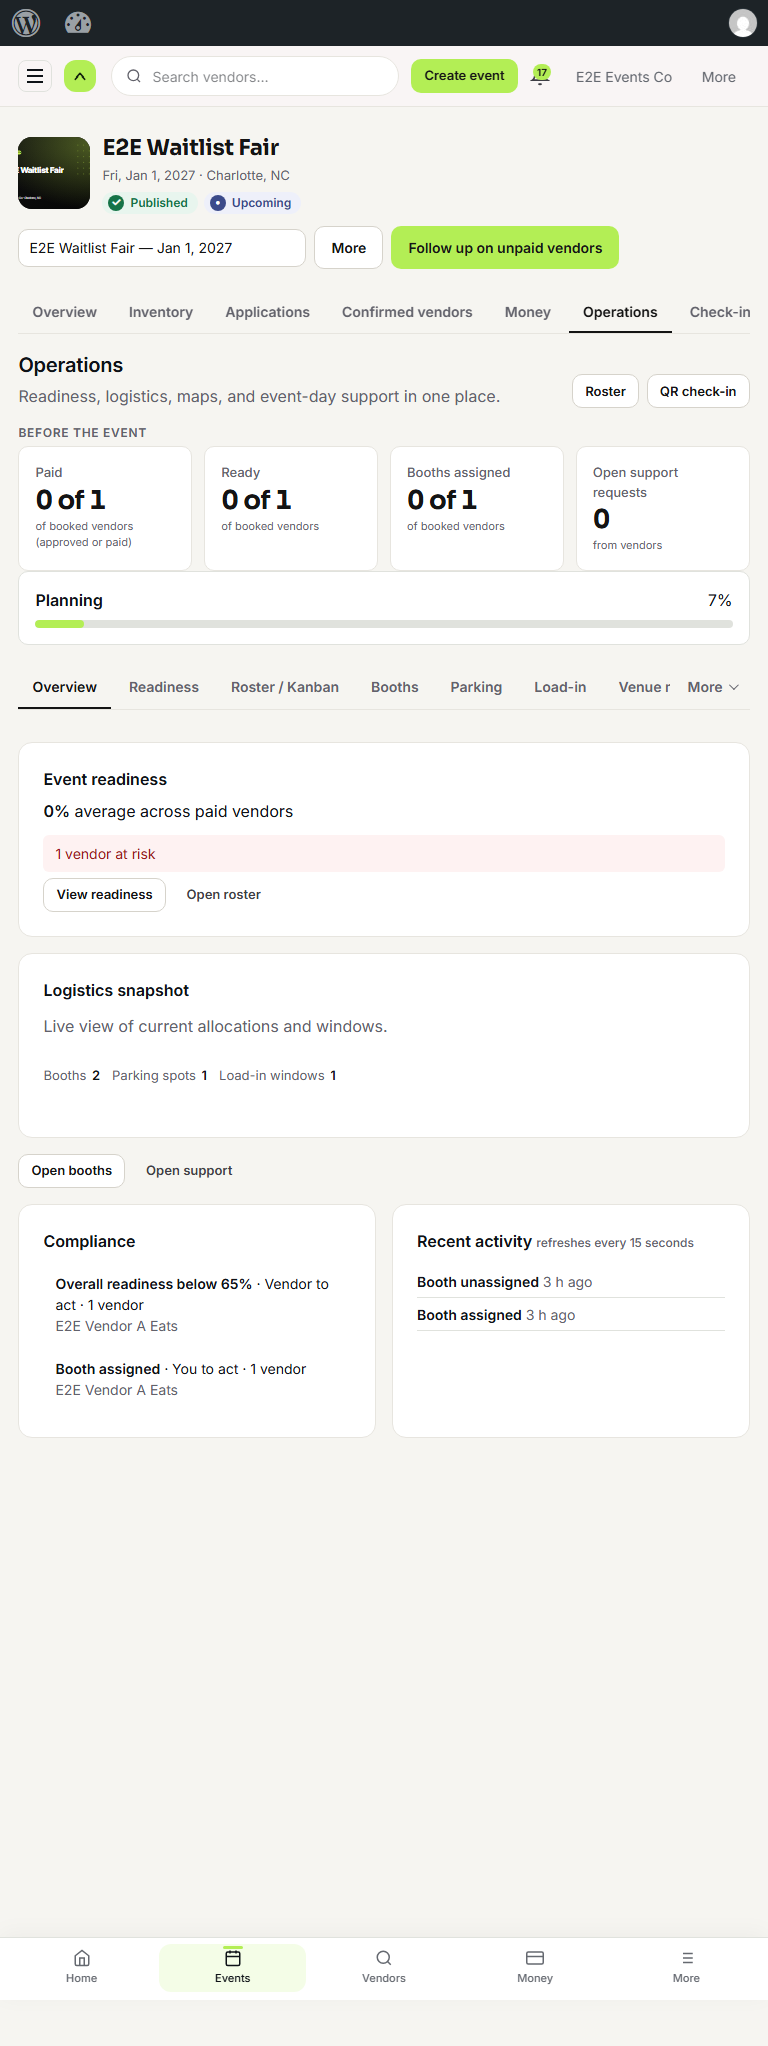 Search vendors...
Create event
17
E2E Events Co
More
Waitlist Fair
E2E Waitlist Fair
Fri, Jan 1, 2027 · Charlotte, NC
Published
Upcoming
E2E Waitlist Fair — Jan 1, 2027
More
Follow up on unpaid vendors
Overview
Inventory
Applications
Confirmed vendors
Money
Operations
Check-in
Operations
Readiness, logistics, maps, and event-day support in one place.
Roster
QR check-in
BEFORE THE EVENT
Paid
0 of 1
of booked vendors
(approved or paid)
Ready
0 of 1
of booked vendors
Booths assigned
0 of 1
of booked vendors
Open support
requests
0
from vendors
Planning
7%
Overview
Readiness
Roster / Kanban
Booths
Parking
Load-in
Venue
More
Event readiness
0% average across paid vendors
1 vendor at risk
View readiness
Open roster
Logistics snapshot
Live view of current allocations and windows.
Booths 2 Parking spots 1 Load-in windows 1
Open booths
Open support
Compliance
Overall readiness below 65% · Vendor to
act · 1 vendor
E2E Vendor A Eats
Booth assigned · You to act · 1 vendor
E2E Vendor A Eats
Recent activity refreshes every 15 seconds
Booth unassigned 3 h ago
Booth assigned 3 h ago
Home
Events
Vendors
Money
More